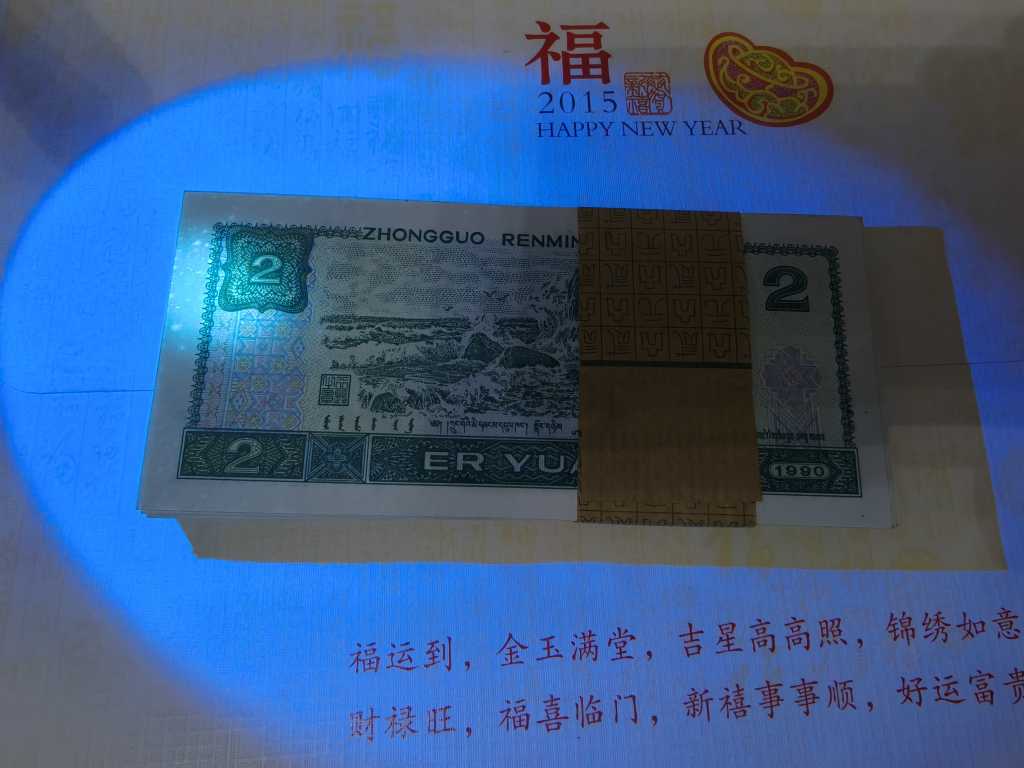 福
2015
HAPPY NEW YEAR
ZHONGGUO RENMIN
2
2
2
ER YUA
1990
福运到，金玉满堂，吉星高高照，锦绣如意
财禄旺，福喜临门，新禧事事顺，好运富贵